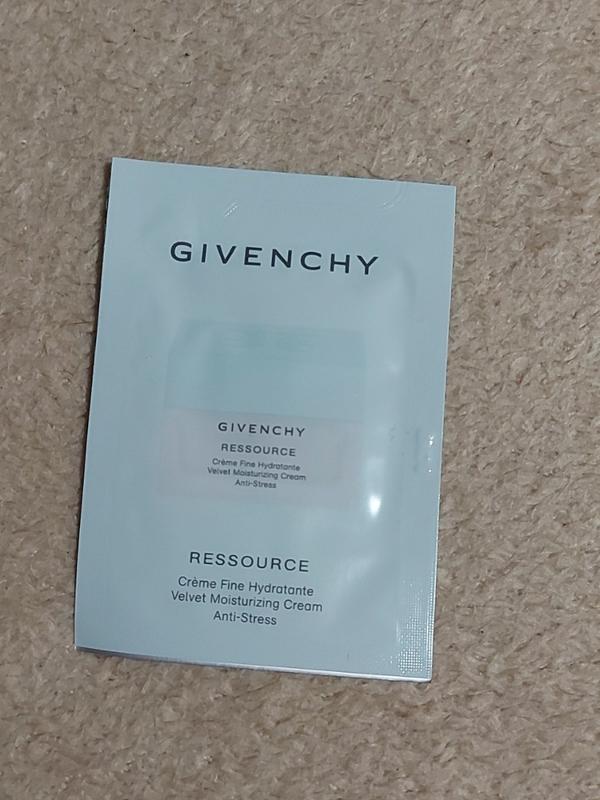 GIVENCHY
GIVENCHY
RESSOURCE
Crème Fine Hydratante
Velvet Moisturizing Cream
Anti-Stress
RESSOURCE
Crème Fine Hydratante
Velvet Moisturizing Cream
Anti-Stress